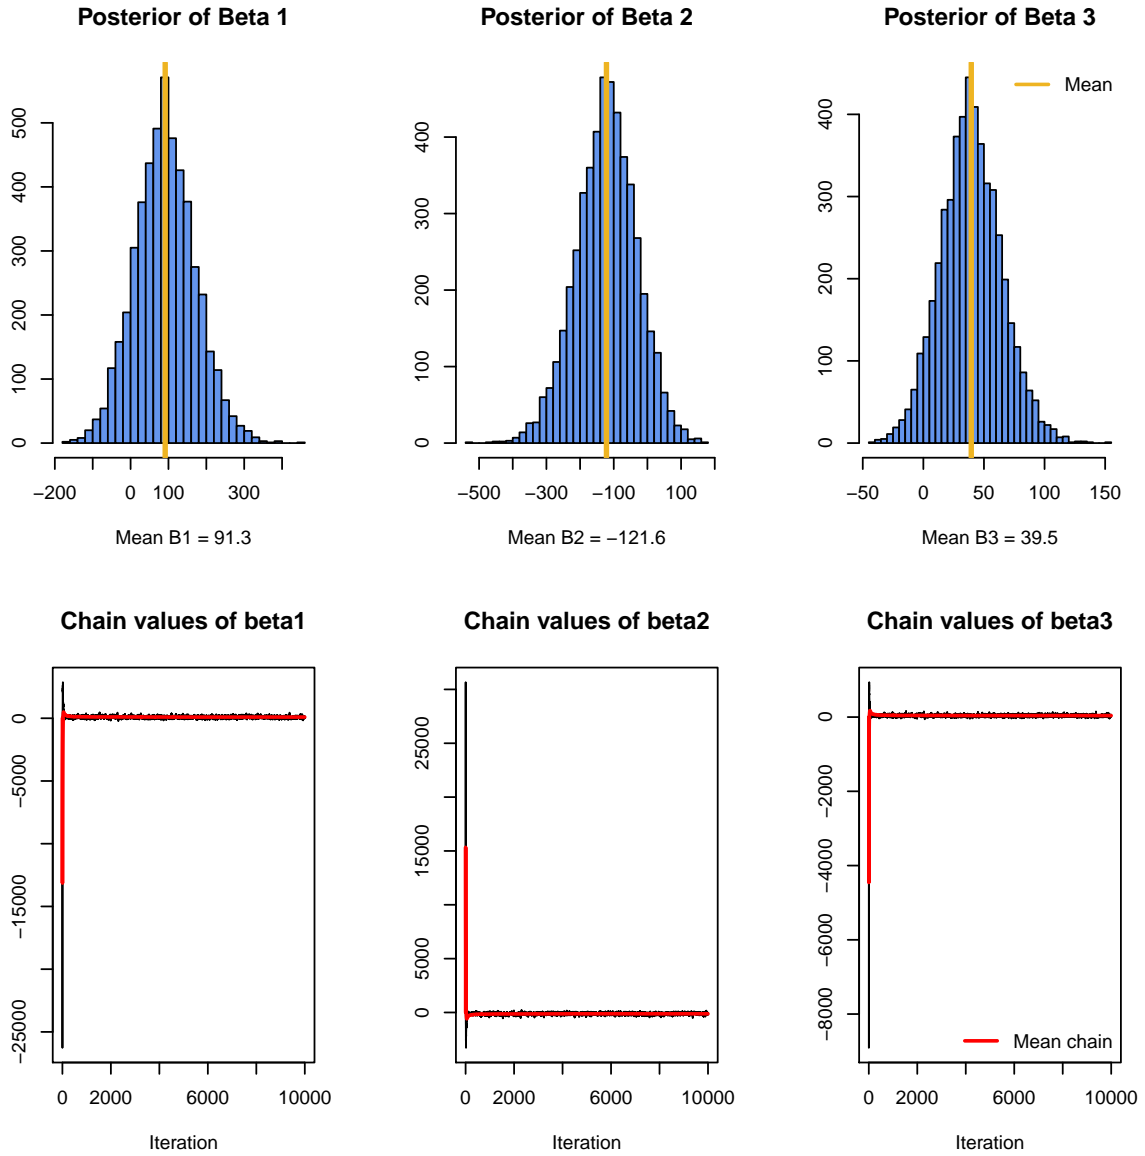 Posterior of Beta 1
500
400
300
200
100
0
−200 0 100 300
Mean B1 = 91.3
Posterior of Beta 2
400
300
200
100
0
−500 −300 −100 100
Mean B2 = −121.6
Posterior of Beta 3
Mean
400
300
200
100
0
−50 0 50 100 150
Mean B3 = 39.5
Chain values of beta1
0
−5000
−15000
−25000
0 2000 6000 10000
Iteration
Chain values of beta2
25000
15000
5000
0
0 2000 6000 10000
Iteration
Chain values of beta3
0
−2000
−4000
−6000
−8000
Mean chain
0 2000 6000 10000
Iteration